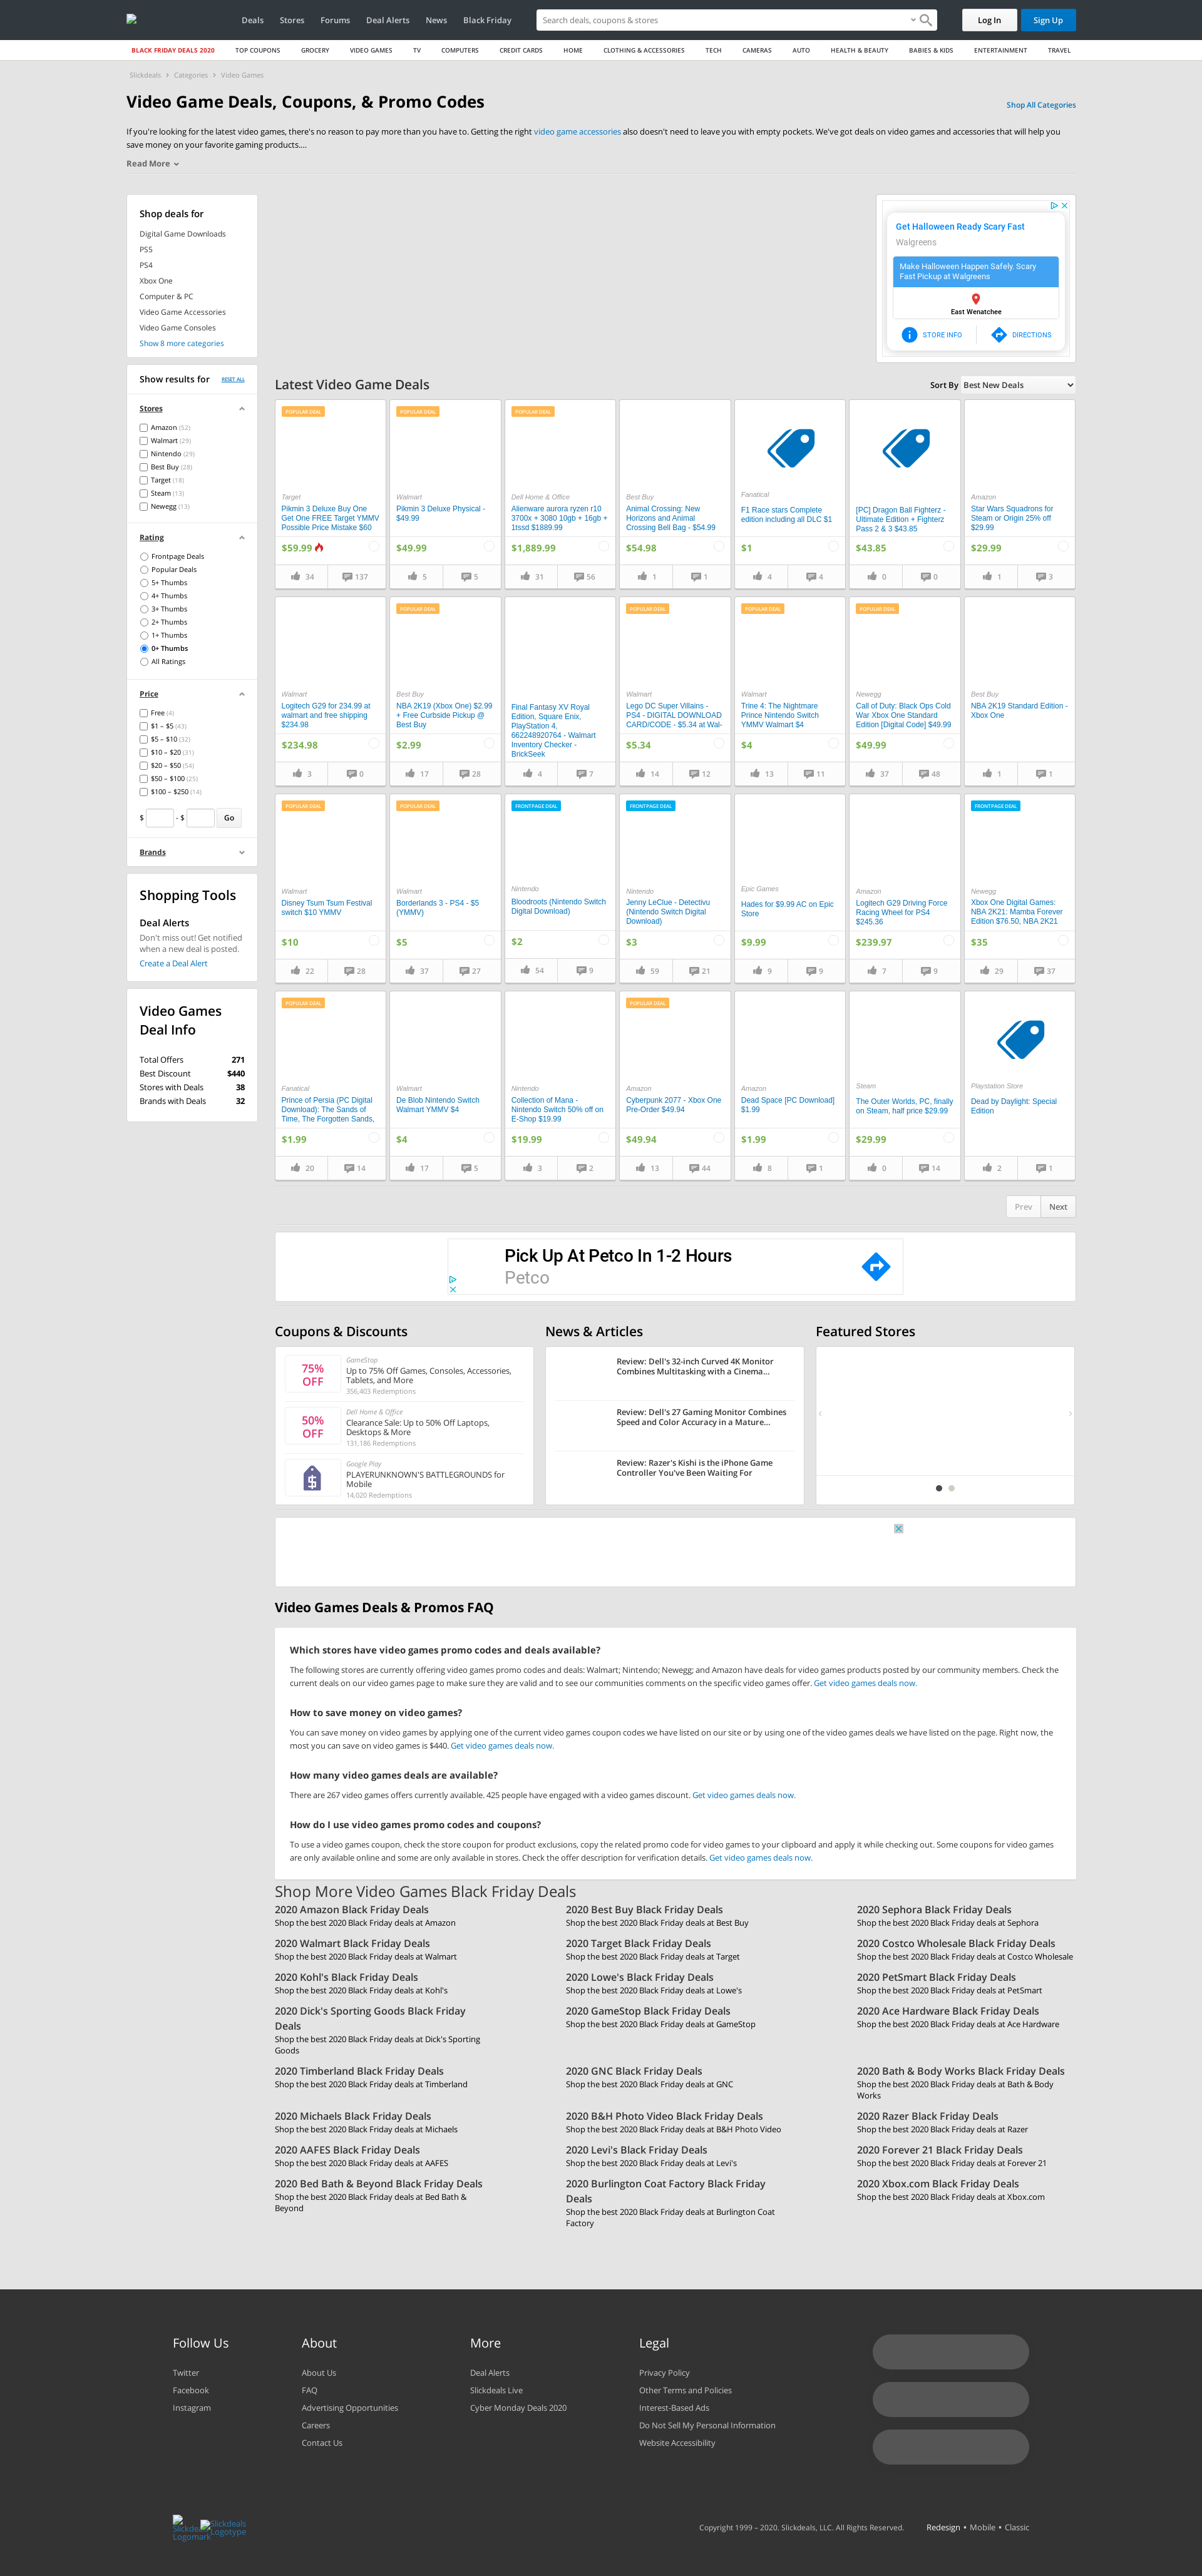 Deals Stores Forums Deal Alerts News Black Friday Search deals, coupons & stores Log In Sign Up
BLACK FRIDAY DEALS 2020 TOP COUPONS GROCERY VIDEO GAMES TV COMPUTERS CREDIT CARDS HOME CLOTHING & ACCESSORIES TECH CAMERAS AUTO HEALTH & BEAUTY BABIES & KIDS ENTERTAINMENT TRAVEL
Slickdeals › Categories › Video Games
Video Game Deals, Coupons, & Promo Codes
Shop All Categories
If you're looking for the latest video games, there's no reason to pay more than you have to. Getting the right video game accessories also doesn't need to leave you with empty pockets. We've got deals on video games and accessories that will help you
save money on your favorite gaming products....
Read More
Shop deals for
Digital Game Downloads
PS5
PS4
Xbox One
Computer & PC
Video Game Accessories
Video Game Consoles
Show 8 more categories
Show results for RESET ALL
Stores
Amazon (52)
Walmart (29)
Nintendo (29)
Best Buy (28)
Target (18)
Steam (13)
Newegg (13)
Rating
Frontpage Deals
Popular Deals
5+ Thumbs
4+ Thumbs
3+ Thumbs
2+ Thumbs
1+ Thumbs
0+ Thumbs
All Ratings
Price
Free (4)
$1 – $5 (43)
$5 – $10 (32)
$10 – $20 (31)
$20 – $50 (54)
$50 – $100 (25)
$100 – $250 (14)
$ - $ Go
Brands
Shopping Tools
Deal Alerts
Don't miss out! Get notified
when a new deal is posted.
Create a Deal Alert
Video Games
Deal Info
Total Offers 271
Best Discount $440
Stores with Deals 38
Brands with Deals 32
Get Halloween Ready Scary Fast
Walgreens
Make Halloween Happen Safely. Scary
Fast Pickup at Walgreens
East Wenatchee
STORE INFO DIRECTIONS
Latest Video Game Deals
Sort By Best New Deals
POPULAR DEAL
Target
Pikmin 3 Deluxe Buy One
Get One FREE Target YMMV
Possible Price Mistake $60
$59.99
34 137
POPULAR DEAL
Walmart
Pikmin 3 Deluxe Physical -
$49.99
$49.99
5 5
POPULAR DEAL
Dell Home & Office
Alienware aurora ryzen r10
3700x + 3080 10gb + 16gb +
1tssd $1889.99
$1,889.99
31 56
Best Buy
Animal Crossing: New
Horizons and Animal
Crossing Bell Bag - $54.99
$54.98
1 1
Fanatical
F1 Race stars Complete
edition including all DLC $1
$1
4 4
[PC] Dragon Ball Fighterz -
Ultimate Edition + Fighterz
Pass 2 & 3 $43.85
$43.85
0 0
Amazon
Star Wars Squadrons for
Steam or Origin 25% off
$29.99
$29.99
1 3
Walmart
Logitech G29 for 234.99 at
walmart and free shipping
$234.98
$234.98
3 0
POPULAR DEAL
Best Buy
NBA 2K19 (Xbox One) $2.99
+ Free Curbside Pickup @
Best Buy
$2.99
17 28
Final Fantasy XV Royal
Edition, Square Enix,
PlayStation 4,
662248920764 - Walmart
Inventory Checker -
BrickSeek
4 7
POPULAR DEAL
Walmart
Lego DC Super Villains -
PS4 - DIGITAL DOWNLOAD
CARD/CODE - $5.34 at Wal-
$5.34
14 12
POPULAR DEAL
Walmart
Trine 4: The Nightmare
Prince Nintendo Switch
YMMV Walmart $4
$4
13 11
POPULAR DEAL
Newegg
Call of Duty: Black Ops Cold
War Xbox One Standard
Edition [Digital Code] $49.99
$49.99
37 48
Best Buy
NBA 2K19 Standard Edition -
Xbox One
1 1
POPULAR DEAL
Walmart
Disney Tsum Tsum Festival
switch $10 YMMV
$10
22 28
POPULAR DEAL
Walmart
Borderlands 3 - PS4 - $5
(YMMV)
$5
37 27
FRONTPAGE DEAL
Nintendo
Bloodroots (Nintendo Switch
Digital Download)
$2
54 9
FRONTPAGE DEAL
Nintendo
Jenny LeClue - Detectivu
(Nintendo Switch Digital
Download)
$3
59 21
Epic Games
Hades for $9.99 AC on Epic
Store
$9.99
9 9
Amazon
Logitech G29 Driving Force
Racing Wheel for PS4
$245.36
$239.97
7 9
FRONTPAGE DEAL
Newegg
Xbox One Digital Games:
NBA 2K21: Mamba Forever
Edition $76.50, NBA 2K21
$35
29 37
POPULAR DEAL
Fanatical
Prince of Persia (PC Digital
Download): The Sands of
Time, The Forgotten Sands,
$1.99
20 14
Walmart
De Blob Nintendo Switch
Walmart YMMV $4
$4
17 5
Nintendo
Collection of Mana -
Nintendo Switch 50% off on
E-Shop $19.99
$19.99
3 2
POPULAR DEAL
Amazon
Cyberpunk 2077 - Xbox One
Pre-Order $49.94
$49.94
13 44
Amazon
Dead Space [PC Download]
$1.99
$1.99
8 1
Steam
The Outer Worlds, PC, finally
on Steam, half price $29.99
$29.99
0 14
Playstation Store
Dead by Daylight: Special
Edition
2 1
Prev Next
Pick Up At Petco In 1-2 Hours
Petco
Coupons & Discounts
75%
OFF
GameStop
Up to 75% Off Games, Consoles, Accessories,
Tablets, and More
356,403 Redemptions
50%
OFF
Dell Home & Office
Clearance Sale: Up to 50% Off Laptops,
Desktops & More
131,186 Redemptions
Google Play
PLAYERUNKNOWN'S BATTLEGROUNDS for
Mobile
14,020 Redemptions
News & Articles
Review: Dell's 32-inch Curved 4K Monitor
Combines Multitasking with a Cinema...
Review: Dell's 27 Gaming Monitor Combines
Speed and Color Accuracy in a Mature...
Review: Razer's Kishi is the iPhone Game
Controller You've Been Waiting For
Featured Stores
Video Games Deals & Promos FAQ
Which stores have video games promo codes and deals available?
The following stores are currently offering video games promo codes and deals: Walmart; Nintendo; Newegg; and Amazon have deals for video games products posted by our community members. Check the
current deals on our video games page to make sure they are valid and to see our communities comments on the specific video games offer. Get video games deals now.
How to save money on video games?
You can save money on video games by applying one of the current video games coupon codes we have listed on our site or by using one of the video games deals we have listed on the page. Right now, the
most you can save on video games is $440. Get video games deals now.
How many video games deals are available?
There are 267 video games offers currently available. 425 people have engaged with a video games discount. Get video games deals now.
How do I use video games promo codes and coupons?
To use a video games coupon, check the store coupon for product exclusions, copy the related promo code for video games to your clipboard and apply it while checking out. Some coupons for video games
are only available online and some are only available in stores. Check the offer description for verification details. Get video games deals now.
Shop More Video Games Black Friday Deals
2020 Amazon Black Friday Deals
Shop the best 2020 Black Friday deals at Amazon
2020 Best Buy Black Friday Deals
Shop the best 2020 Black Friday deals at Best Buy
2020 Sephora Black Friday Deals
Shop the best 2020 Black Friday deals at Sephora
2020 Walmart Black Friday Deals
Shop the best 2020 Black Friday deals at Walmart
2020 Target Black Friday Deals
Shop the best 2020 Black Friday deals at Target
2020 Costco Wholesale Black Friday Deals
Shop the best 2020 Black Friday deals at Costco Wholesale
2020 Kohl's Black Friday Deals
Shop the best 2020 Black Friday deals at Kohl's
2020 Lowe's Black Friday Deals
Shop the best 2020 Black Friday deals at Lowe's
2020 PetSmart Black Friday Deals
Shop the best 2020 Black Friday deals at PetSmart
2020 Dick's Sporting Goods Black Friday
Deals
Shop the best 2020 Black Friday deals at Dick's Sporting
Goods
2020 GameStop Black Friday Deals
Shop the best 2020 Black Friday deals at GameStop
2020 Ace Hardware Black Friday Deals
Shop the best 2020 Black Friday deals at Ace Hardware
2020 Timberland Black Friday Deals
Shop the best 2020 Black Friday deals at Timberland
2020 GNC Black Friday Deals
Shop the best 2020 Black Friday deals at GNC
2020 Bath & Body Works Black Friday Deals
Shop the best 2020 Black Friday deals at Bath & Body
Works
2020 Michaels Black Friday Deals
Shop the best 2020 Black Friday deals at Michaels
2020 B&H Photo Video Black Friday Deals
Shop the best 2020 Black Friday deals at B&H Photo Video
2020 Razer Black Friday Deals
Shop the best 2020 Black Friday deals at Razer
2020 AAFES Black Friday Deals
Shop the best 2020 Black Friday deals at AAFES
2020 Levi's Black Friday Deals
Shop the best 2020 Black Friday deals at Levi's
2020 Forever 21 Black Friday Deals
Shop the best 2020 Black Friday deals at Forever 21
2020 Bed Bath & Beyond Black Friday Deals
Shop the best 2020 Black Friday deals at Bed Bath &
Beyond
2020 Burlington Coat Factory Black Friday
Deals
Shop the best 2020 Black Friday deals at Burlington Coat
Factory
2020 Xbox.com Black Friday Deals
Shop the best 2020 Black Friday deals at Xbox.com
Follow Us
Twitter
Facebook
Instagram
About
About Us
FAQ
Advertising Opportunities
Careers
Contact Us
More
Deal Alerts
Slickdeals Live
Cyber Monday Deals 2020
Legal
Privacy Policy
Other Terms and Policies
Interest-Based Ads
Do Not Sell My Personal Information
Website Accessibility
Slickdeals
Logomark
Slickdeals
Logotype
Copyright 1999 – 2020. Slickdeals, LLC. All Rights Reserved. Redesign • Mobile • Classic